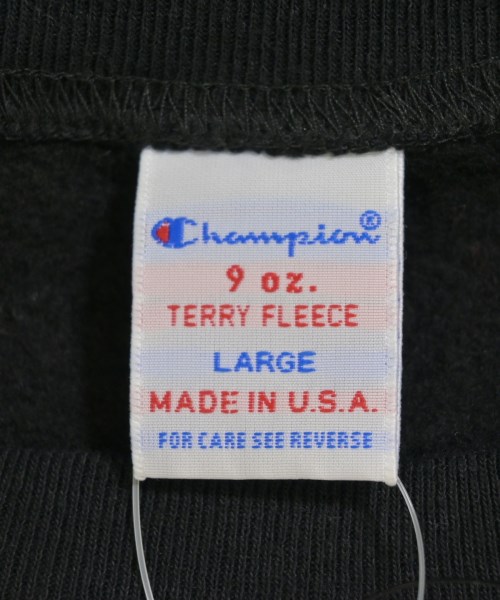 Champion®
9 oz.
TERRY FLEECE
LARGE
MADE IN U.S.A.
FOR CARE SEE REVERSE